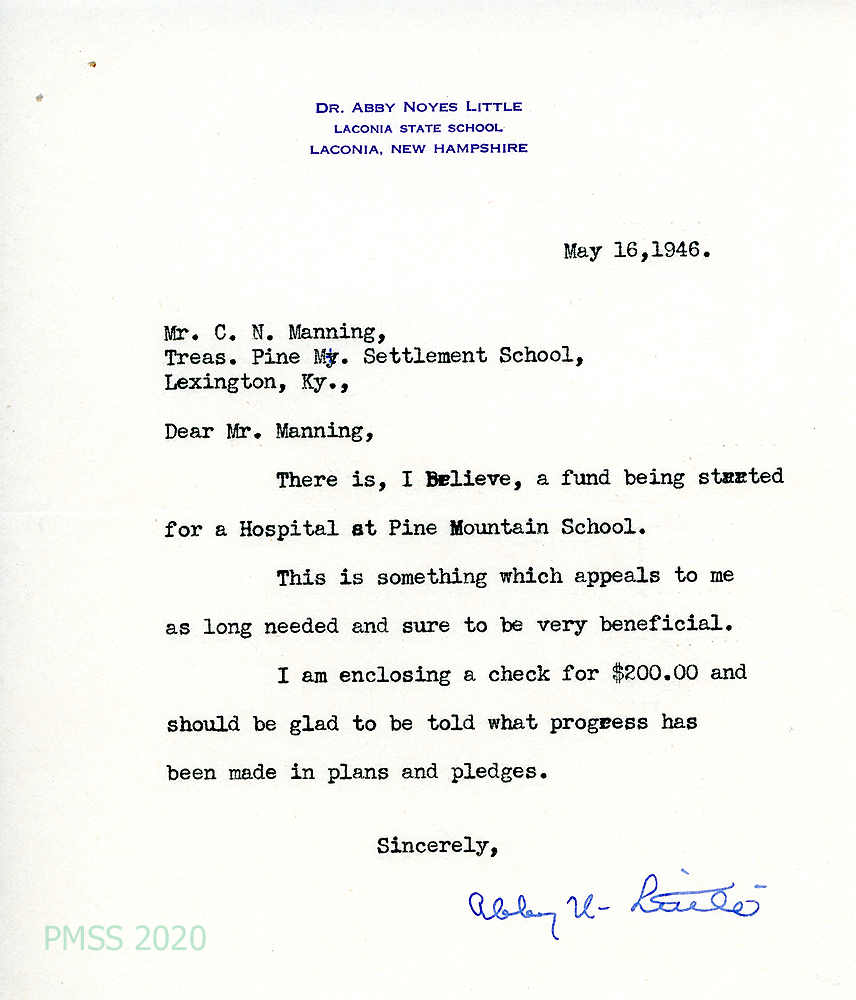 DR. ABBY NOYES LITTLE
LACONIA STATE SCHOOL
LACONIA, NEW HAMPSHIRE
May 16,1946.
Mr. C. N. Manning,
Treas. Pine Mt. Settlement School,
Lexington, Ky.,
Dear Mr. Manning,
There is, I Believe, a fund being started
for a Hospital at Pine Mountain School.
This is something which appeals to me
as long needed and sure to be very beneficial.
I am enclosing a check for $200.00 and
should be glad to be told what progress has
been made in plans and pledges.
Sincerely,
Abby N- Little
PMSS 2020